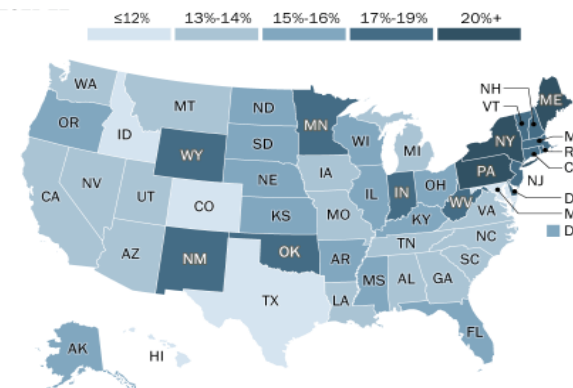 ≤12% 13%-14% 15%-16% 17%-19% 20%+
WA
NH
ME
VT
MT
ND
MN
OR
ID
NY
WI
M
SD
WY
MI
R
PA
C
IA
NE
NJ
NV
OH
IL
IN
UT
CO
D
CA
WV
VA
M
KS
MO
KY
D
NC
TN
AZ
OK
NM
AR
SC
MS
AL
GA
TX
LA
FL
AK
HI